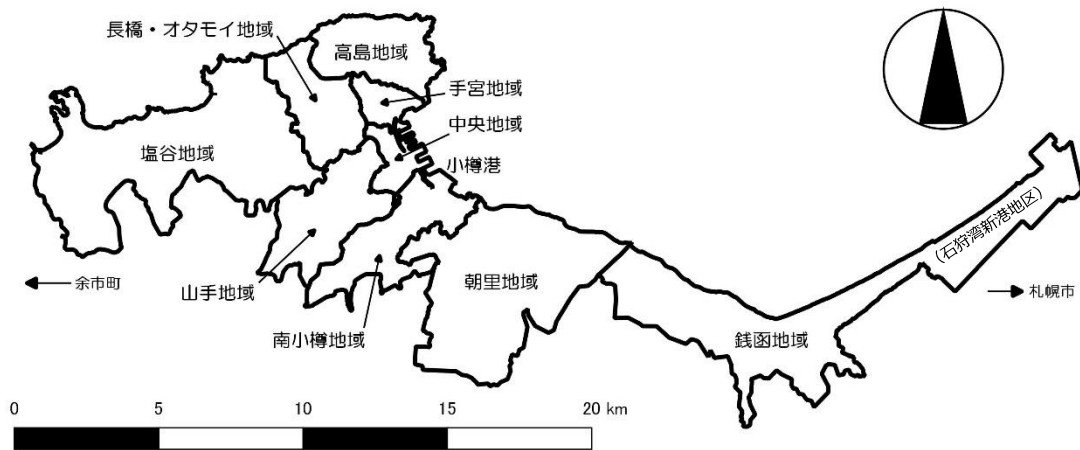 長橋・オタモイ地域
高島地域
手宮地域
中央地域
小樽港
塩谷地域
(石狩湾新港地区)
余市町
山手地域
朝里地域
札幌市
南小樽地域
銭函地域
0 5 10 15 20 km